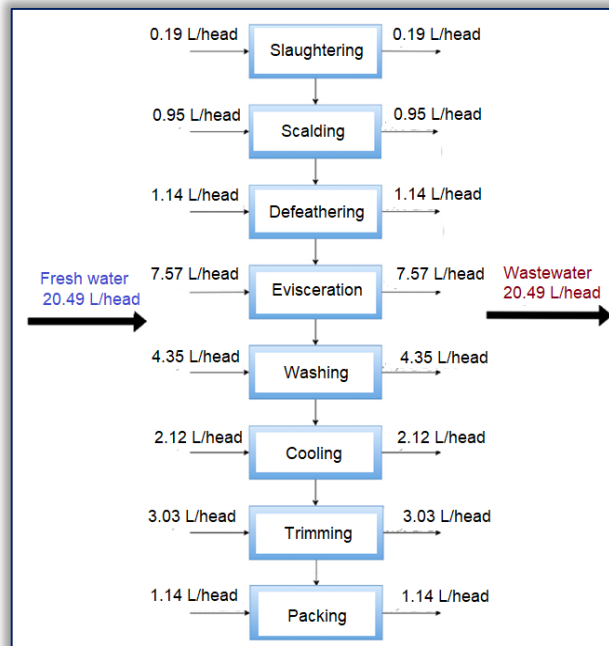 0.19 L/head
Slaughtering
0.19 L/head
0.95 L/head
Scalding
0.95 L/head
1.14 L/head
Defeathering
1.14 L/head
Fresh water
20.49 L/head
7.57 L/head
Evisceration
7.57 L/head
Wastewater
20.49 L/head
4.35 L/head
Washing
4.35 L/head
2.12 L/head
Cooling
2.12 L/head
3.03 L/head
Trimming
3.03 L/head
1.14 L/head
Packing
1.14 L/head